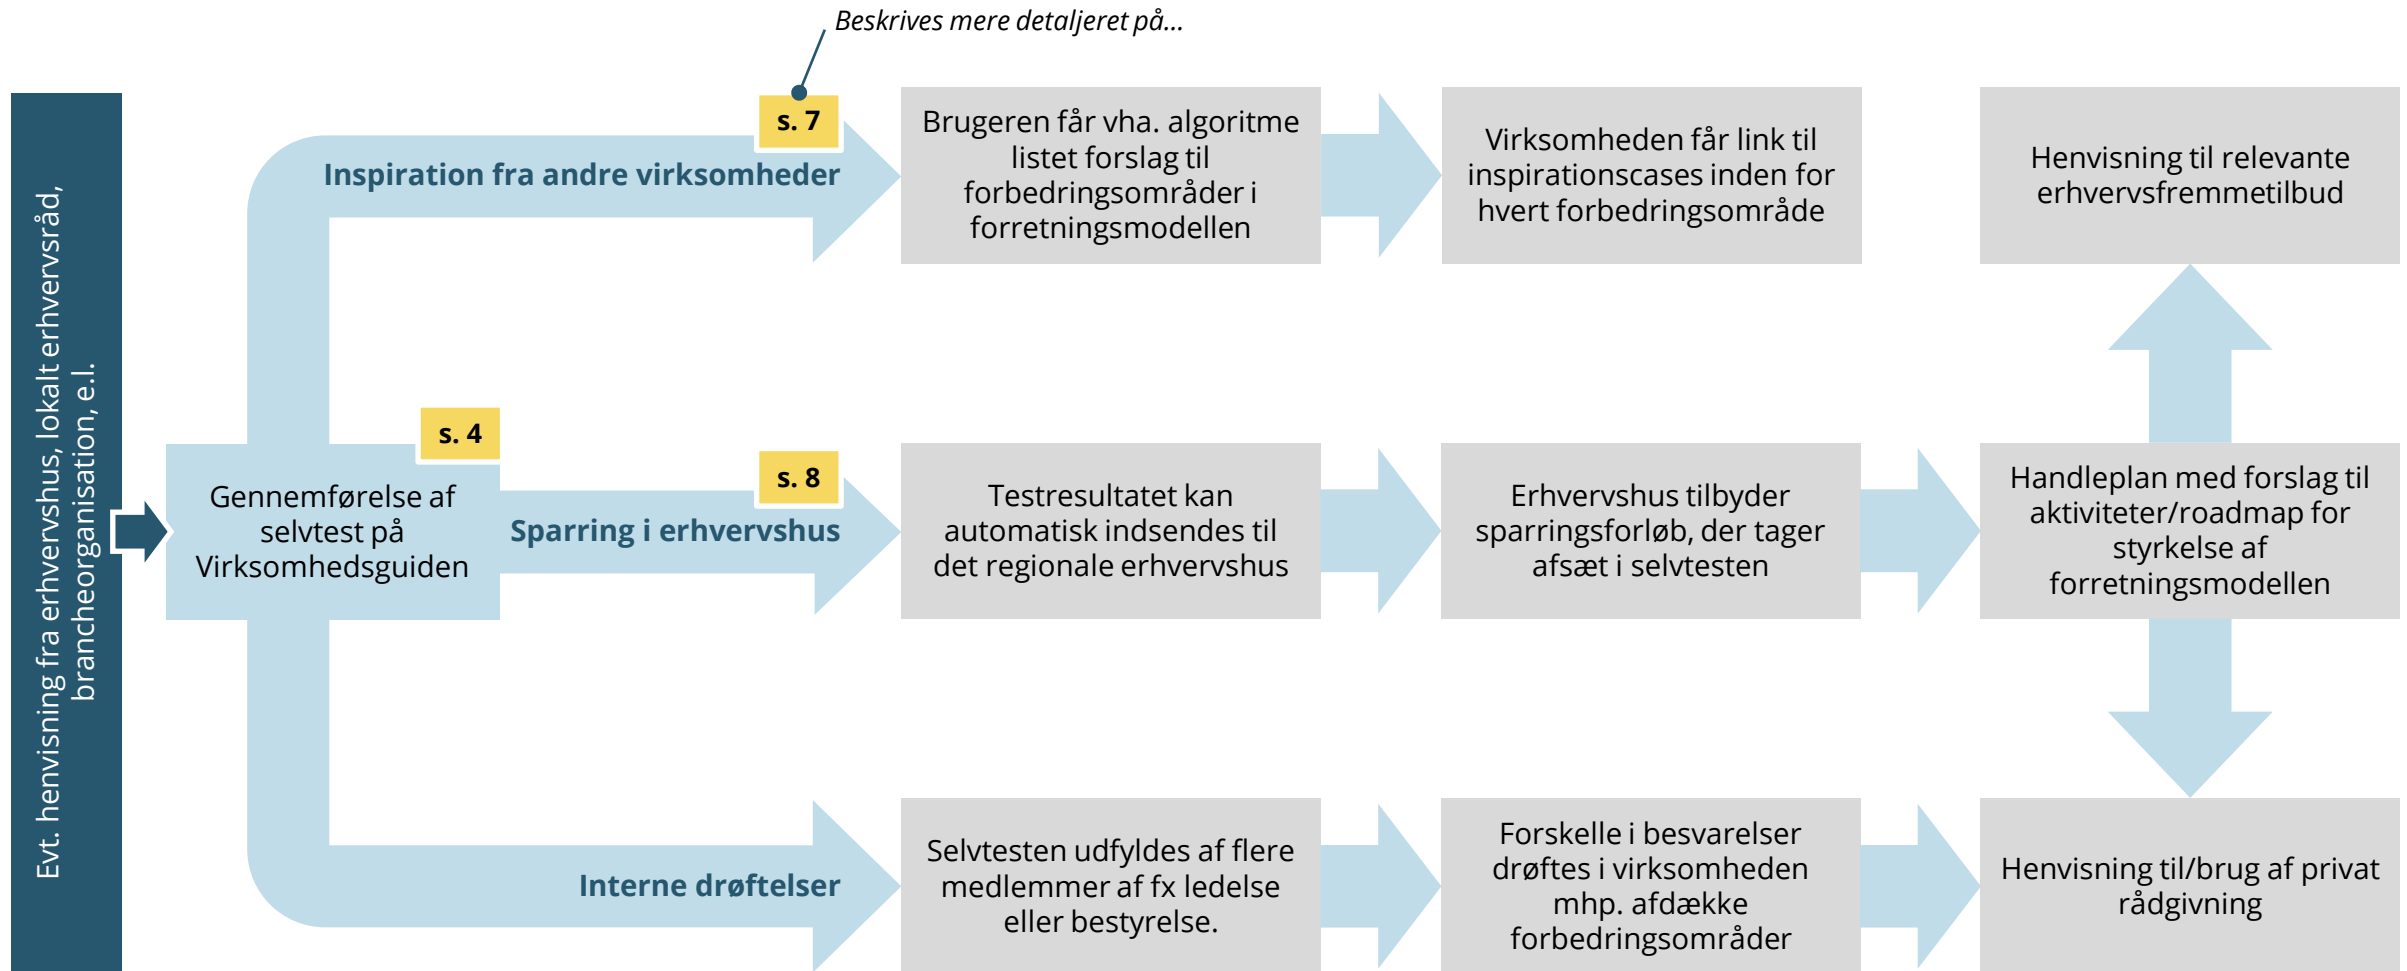 Beskrives mere detaljeret på...
Evt. henvisning fra erhvervshus, lokalt erhvervsråd,
brancheorganisation, e.l.
s. 4
Gennemførelse af
selvtest på
Virksomhedsguiden
s. 7
Inspiration fra andre virksomheder
Brugeren får vha. algoritme
listet forslag til
forbedringsområder i
forretningsmodellen
Virksomheden får link til
inspirationscases inden for
hvert forbedringsområde
Henvisning til relevante
erhvervsfremmetilbud
s. 8
Sparring i erhvervshus
Testresultatet kan
automatisk indsendes til
det regionale erhvervshus
Erhvervshus tilbyder
sparringsforløb, der tager
afsæt i selvtesten
Handleplan med forslag til
aktiviteter/roadmap for
styrkelse af
forretningsmodellen
Interne drøftelser
Selvtesten udfyldes af flere
medlemmer af fx ledelse
eller bestyrelse.
Forskelle i besvarelser
drøftes i virksomheden
mhp. afdække
forbedringsområder
Henvisning til/brug af privat
rådgivning